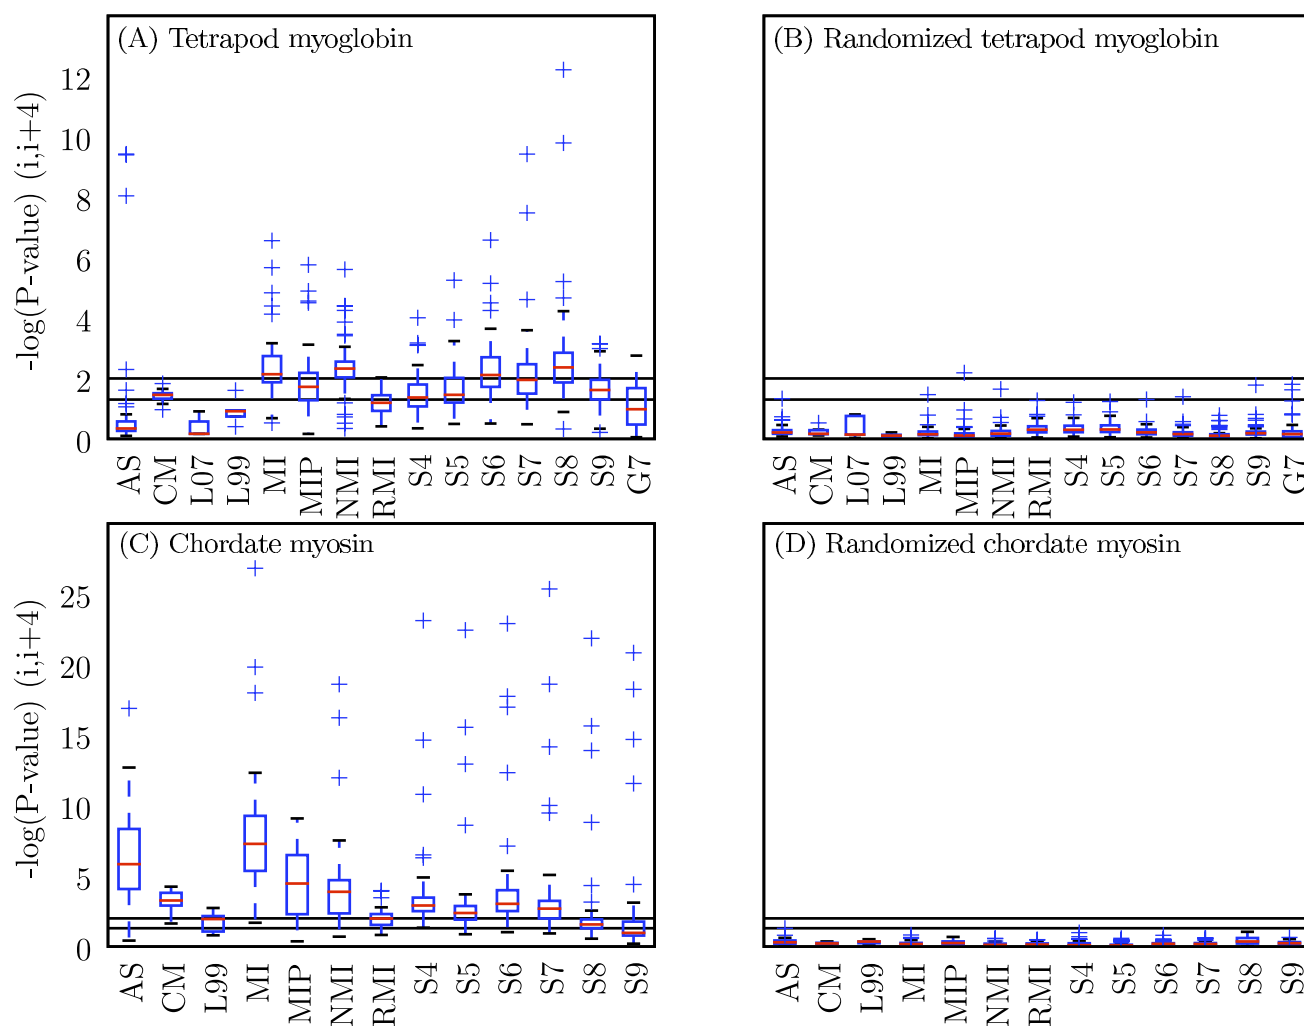 (A) Tetrapod myoglobin
-log(P-value) (i,i+4)
12
10
8
6
4
2
0
AS CM L07 L99 MI MIP NMII RMII S4 S5 S6 S7 S8 S9 G7
(B) Randomized tetrapod myoglobin
AS CM L07 L99 MI MIP NMII RMII S4 S5 S6 S7 S8 S9 G7
(C) Chordate myosin
-log(P-value) (i,i+4)
25
20
15
10
5
0
AS CM L99 MI MIP NMI RMI S4 S5 S6 S7 S8 S9
(D) Randomized chordate myosin
AS CM L99 MI MIP NMI RMI S4 S5 S6 S7 S8 S9